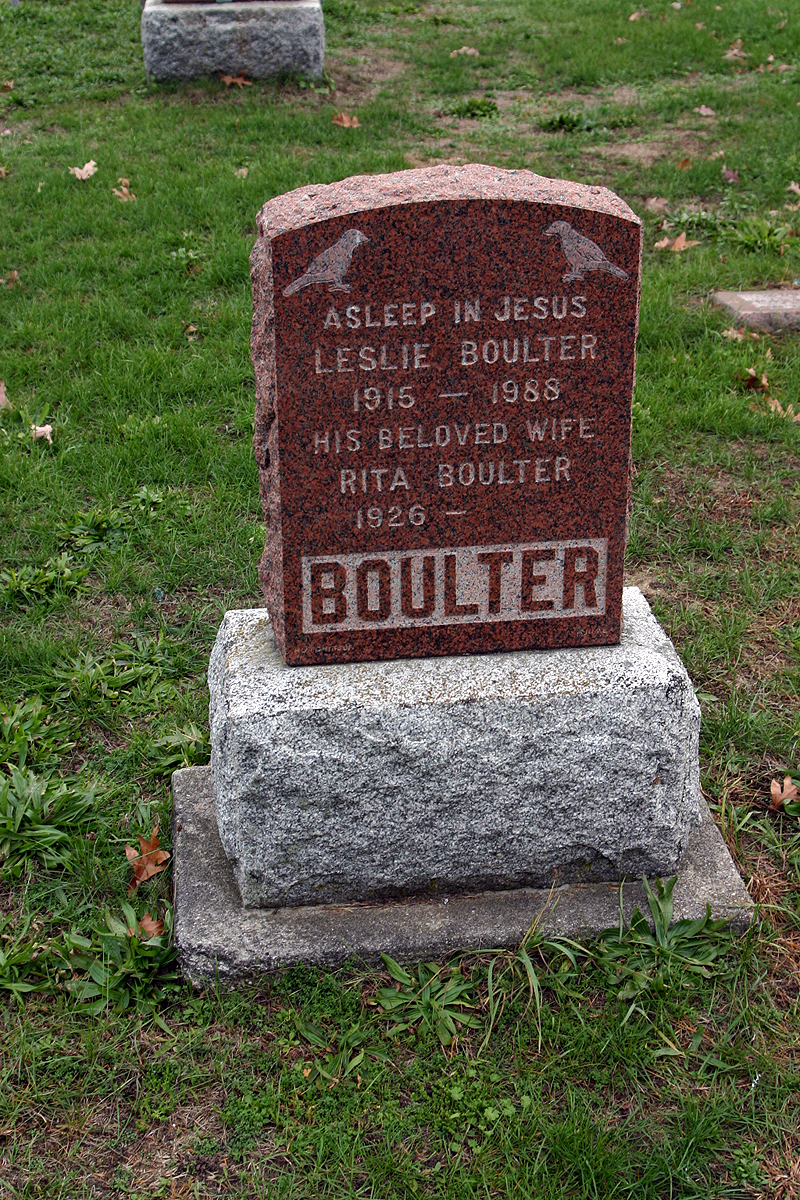 ASLEEP IN JESUS
LESLIE BOULTER
1915 — 1988
HIS BELOVED WIFE
RITA BOULTER
1926 —
BOULTER